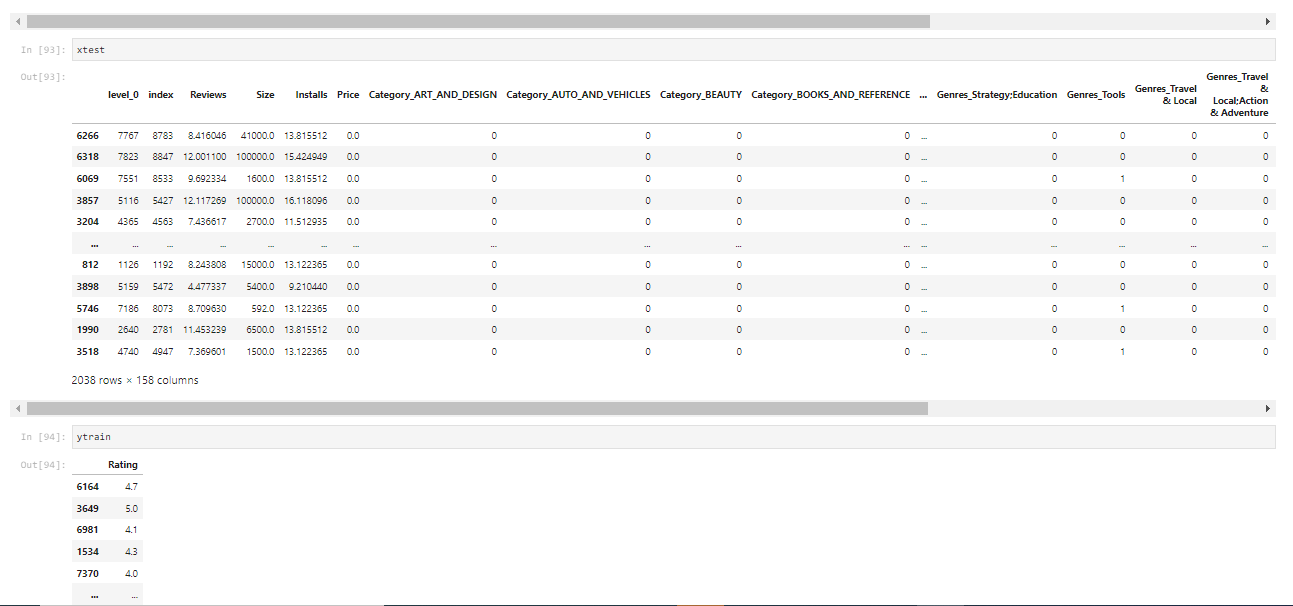 In [93]: xtest
Out[93]:
level_0 index Reviews Size Installs Price Category_ART_AND_DESIGN Category_AUTO_AND_VEHICLES Category_BEAUTY Category_BOOKS_AND_REFERENCE ... Genres_Strategy;Education Genres_Tools Genres_Travel & Local Genres_Travel & Local;Action & Adventure
6266 7767 8783 8.416046 41000.0 13.815512 0.0 0 0 0 0 ... 0 0 0 0
6318 7823 8847 12.001100 100000.0 15.424949 0.0 0 0 0 0 ... 0 0 0 0
6069 7551 8533 9.692334 1600.0 13.815512 0.0 0 0 0 0 ... 0 1 0 0
3857 5116 5427 12.117269 100000.0 16.118096 0.0 0 0 0 0 ... 0 0 0 0
3204 4365 4563 7.436617 2700.0 11.512935 0.0 0 0 0 0 ... 0 0 0 0
... ... ... ... ... ... ... ... ... ... ... ... ... ... ... ...
812 1126 1192 8.243808 15000.0 13.122365 0.0 0 0 0 0 ... 0 0 0 0
3898 5159 5472 4.477337 5400.0 9.210440 0.0 0 0 0 0 ... 0 0 0 0
5746 7186 8073 8.709630 592.0 13.122365 0.0 0 0 0 0 ... 0 1 0 0
1990 2640 2781 11.453239 6500.0 13.815512 0.0 0 0 0 0 ... 0 0 0 0
3518 4740 4947 7.369601 1500.0 13.122365 0.0 0 0 0 0 ... 0 1 0 0
2038 rows × 158 columns
In [94]: ytrain
Out[94]:
Rating
6164 4.7
3649 5.0
6981 4.1
1534 4.3
7370 4.0
... ...